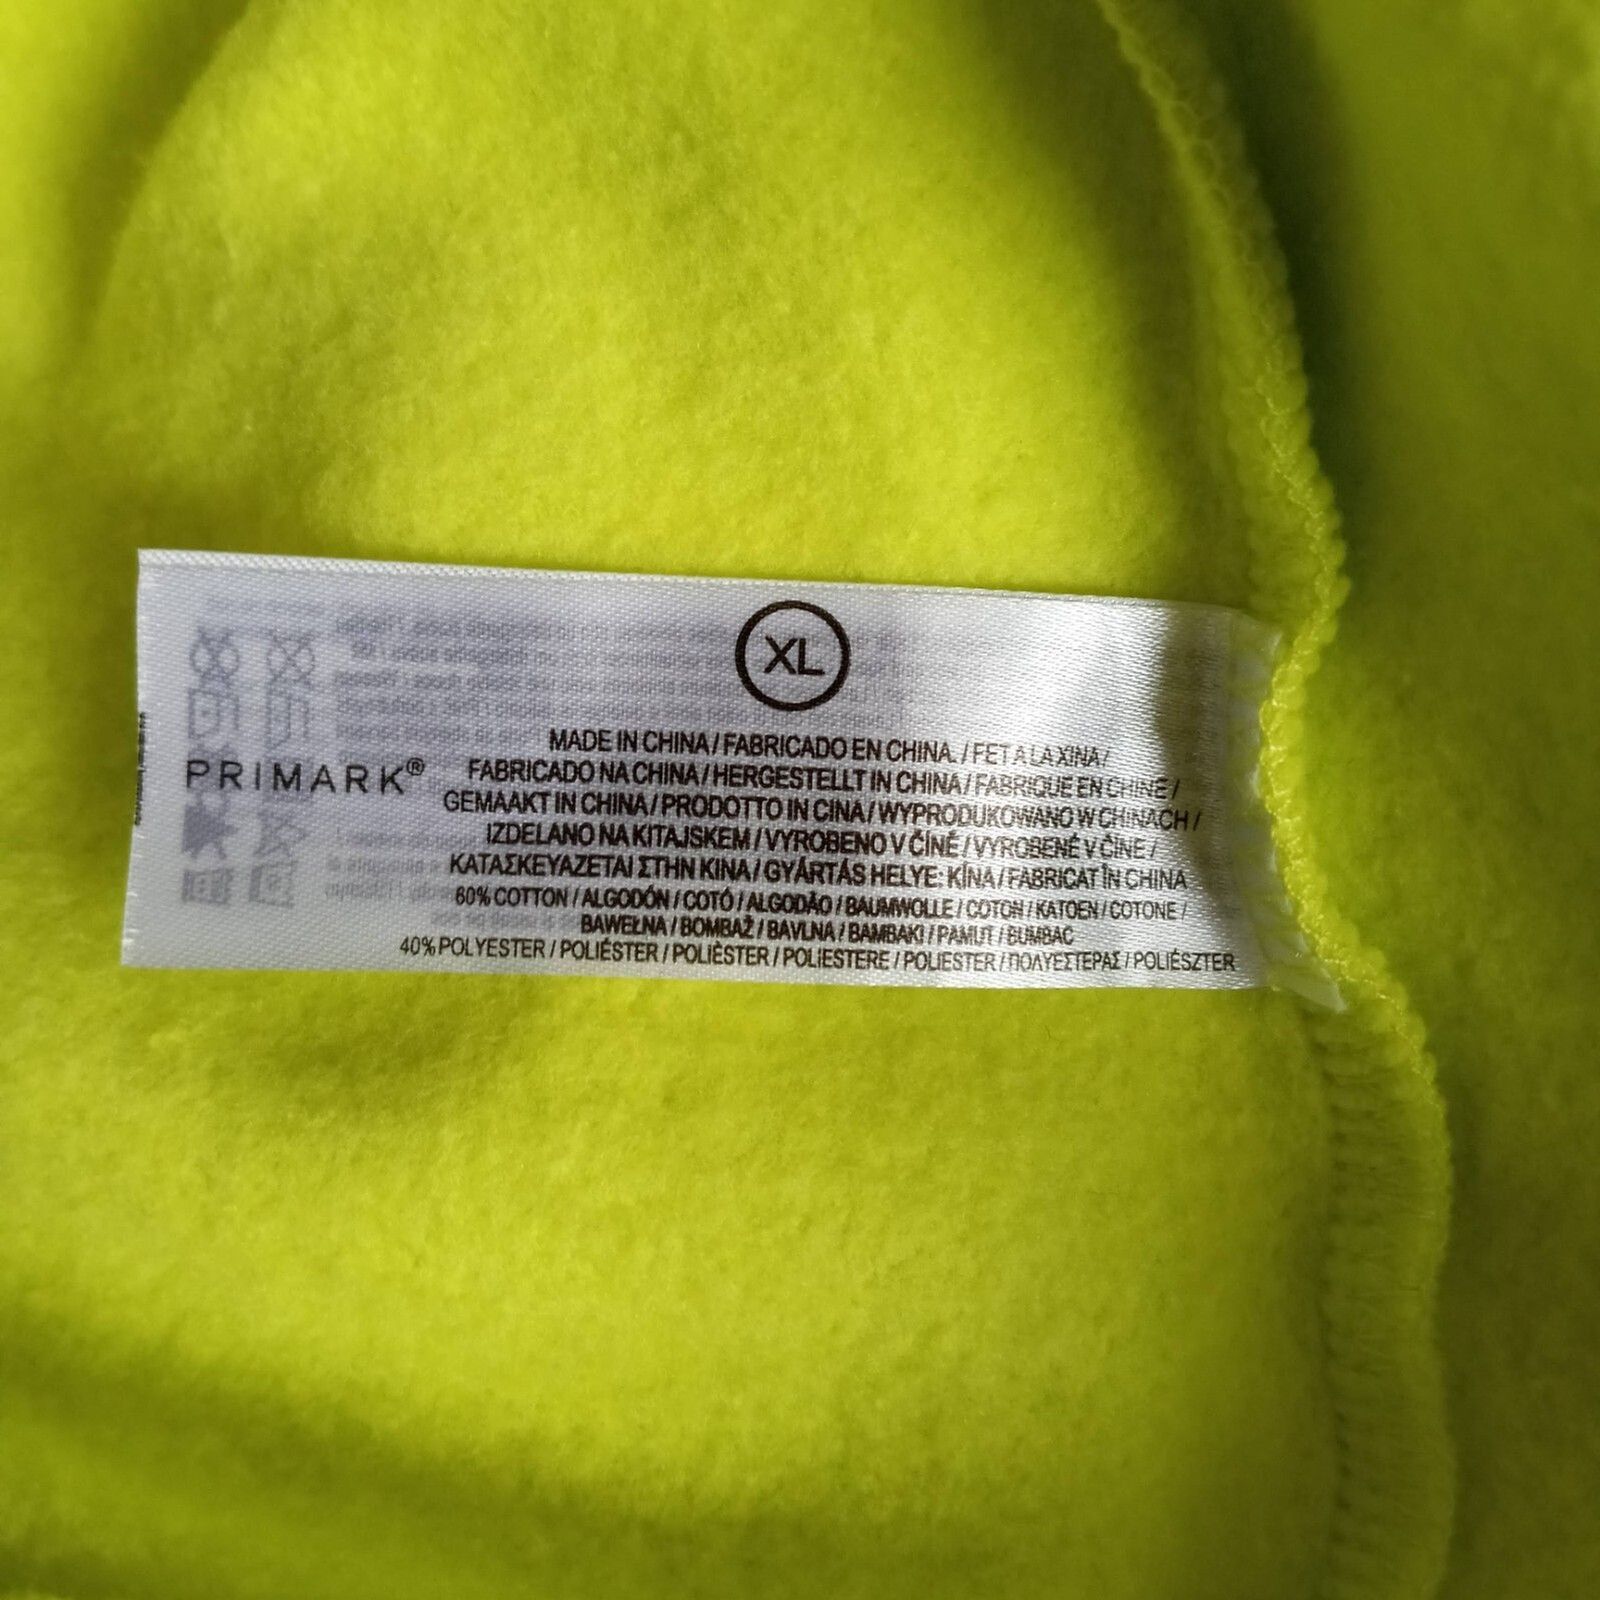 XL
MADE IN CHINA / FABRICADO EN CHINA. / FET A LA XINA /
PRIMARK®
FABRICADO NA CHINA / HERGESTELLT IN CHINA / FABRIQUE EN CHINE /
GEMAAKT IN CHINA / PRODOTTO IN CINA / WYPRODUKOWANO W CHINACH /
IZDELANO NA KITAJSKEM / VYROBENO V ČÍNĚ / VYROBENÉ V ČÍNE /
ΚΑΤΑΣΚΕΥΑΖΕΤΑΙ ΣΤΗΝ ΚΙΝΑ / GYÁRTÁS HELYE: KÍNA / FABRICAT ÎN CHINA
60% COTTON / ALGODÓN / COTÓ / ALGODÃO / BAUMWOLLE / COTON / KATOEN / COTONE /
BAWEŁNA / BOMBAŽ / BAVLNA / BAMBAKI / PAMUT / BUMBAC
40% POLYESTER / POLIÉSTER / POLIÈSTER / POLIESTERE / POLIESTER / ΠΟΛΥΕΣΤΕΡΑΣ / POLIÉSZTER